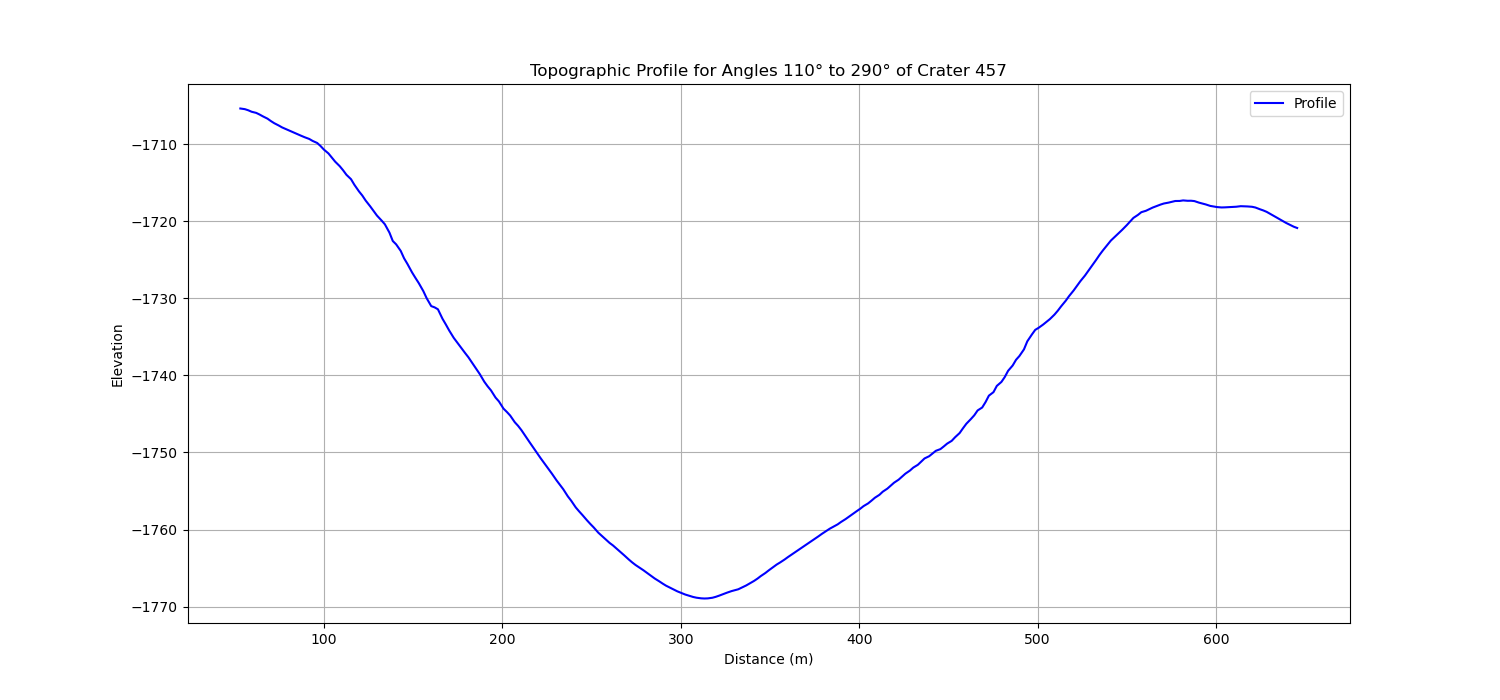 Topographic Profile for Angles 110° to 290° of Crater 457
Profile
−1710
−1720
−1730
−1740
−1750
−1760
−1770
Elevation
100 200 300 400 500 600
Distance (m)